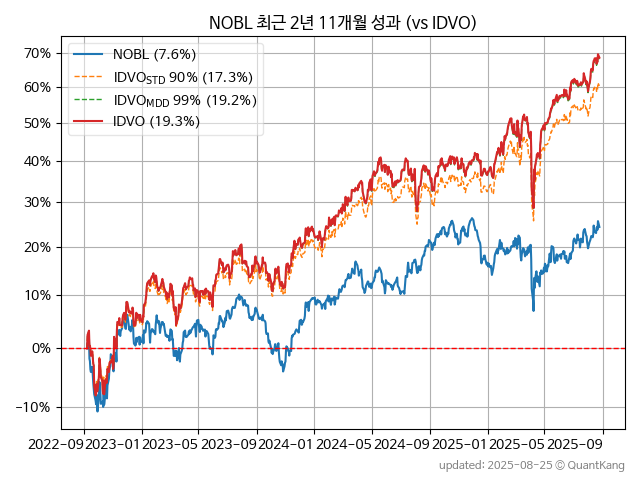 NOBL 최근 2년 11개월 성과 (vs IDVO)
NOBL (7.6%)
IDVO_STD 90% (17.3%)
IDVO_MDD 99% (19.2%)
IDVO (19.3%)
70%
60%
50%
40%
30%
20%
10%
0%
−10%
2022-09 2023-01 2023-05 2023-09 2024-01 2024-05 2024-09 2025-01 2025-05 2025-09
updated: 2025-08-25 ⓒ QuantKang